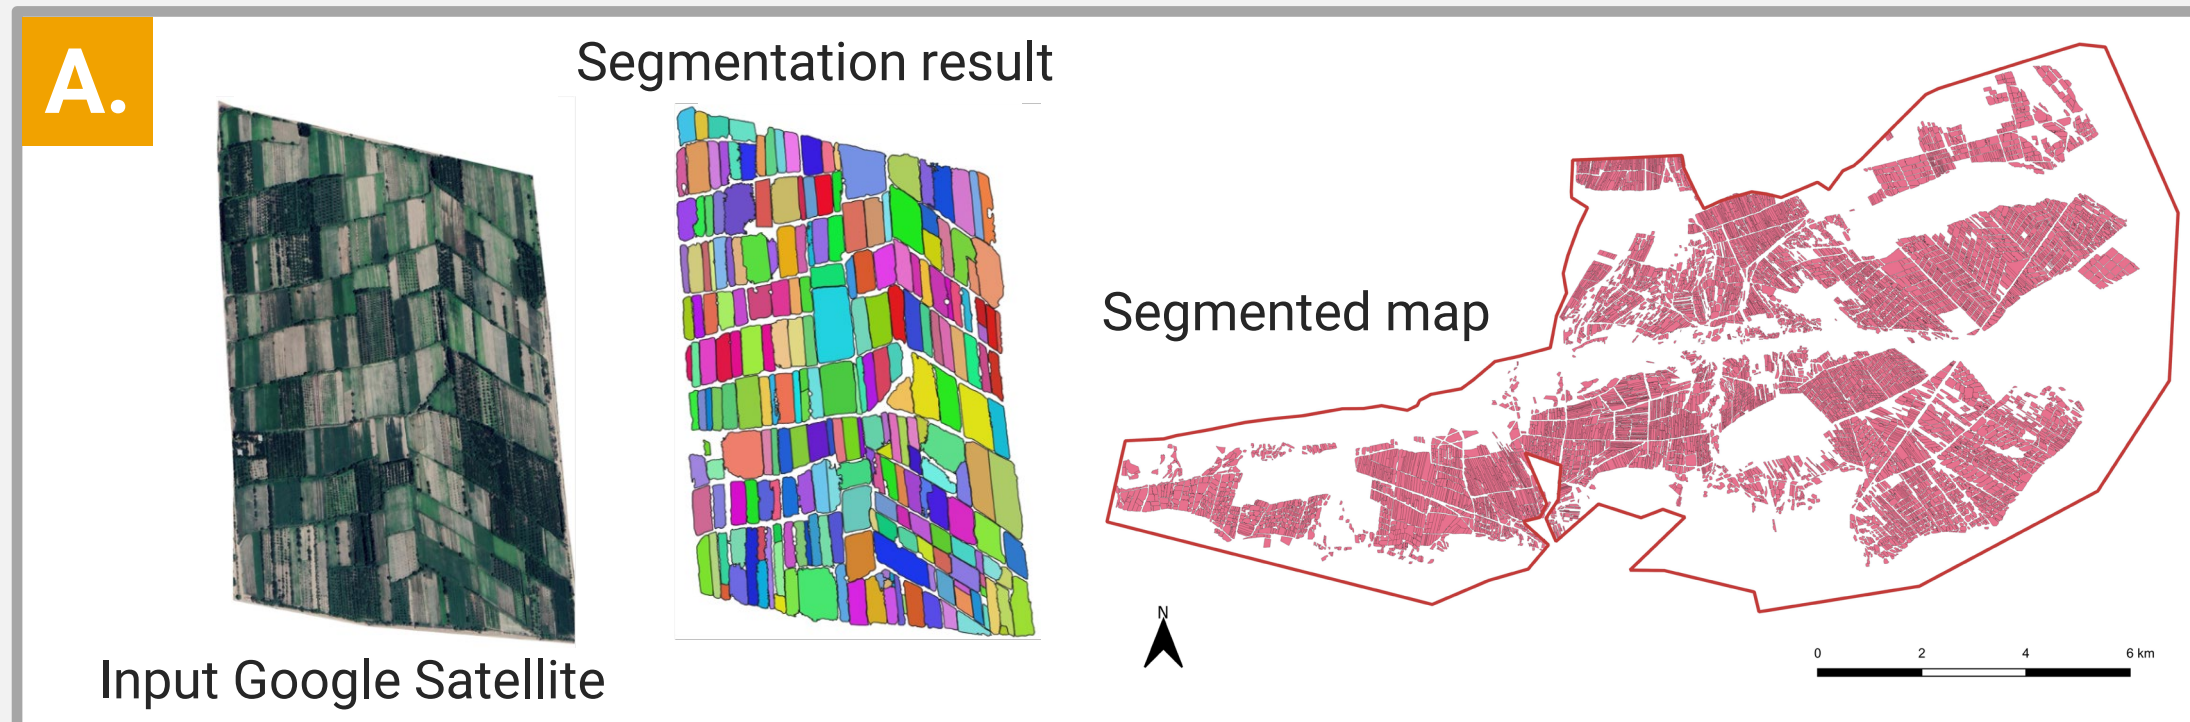 A.
Segmentation result
Input Google Satellite
Segmented map
N
0 2 4 6 km